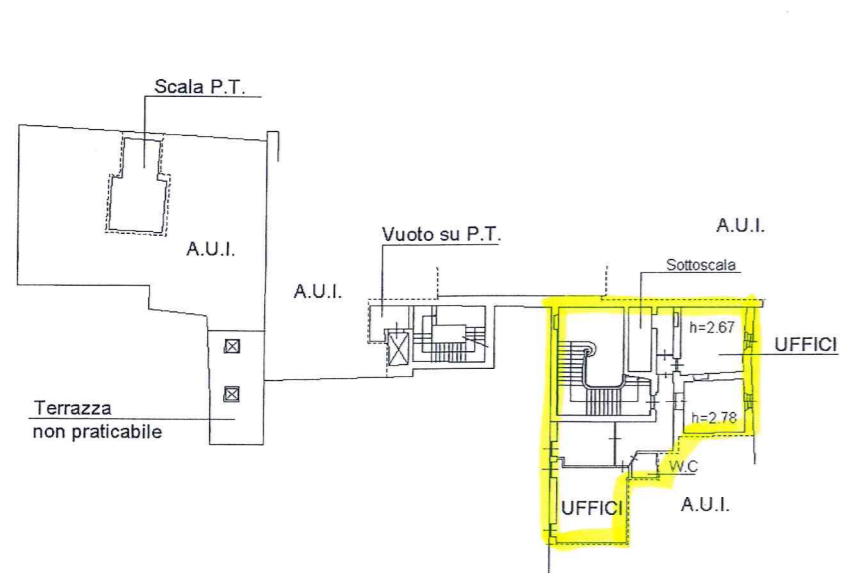 Scala P.T.
A.U.I.
Vuoto su P.T.
A.U.I.
A.U.I.
Sottoscala
h=2.67
UFFICI
h=2.78
Terrazza
non praticabile
W.C
UFFICI
A.U.I.